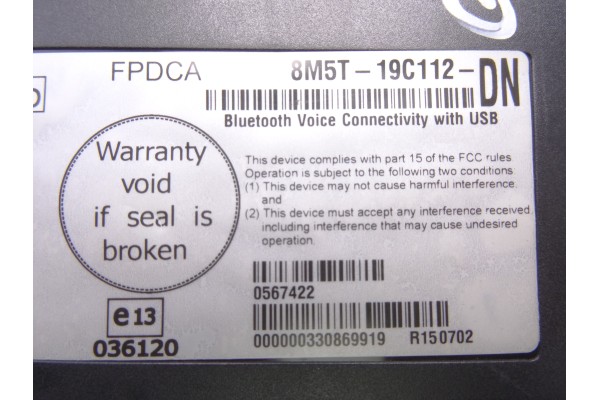 FPDCA 8M5T-19C112-DN
Bluetooth Voice Connectivity with USB
Warranty
void
if seal is
broken
This device complies with part 15 of the FCC rules
Operation is subject to the following two conditions
(1) This device may not cause harmful interference.
and
(2) This device must accept any interference received
including interference that may cause undesired
operation.
0567422
e13
036120
000000330869919 R150702